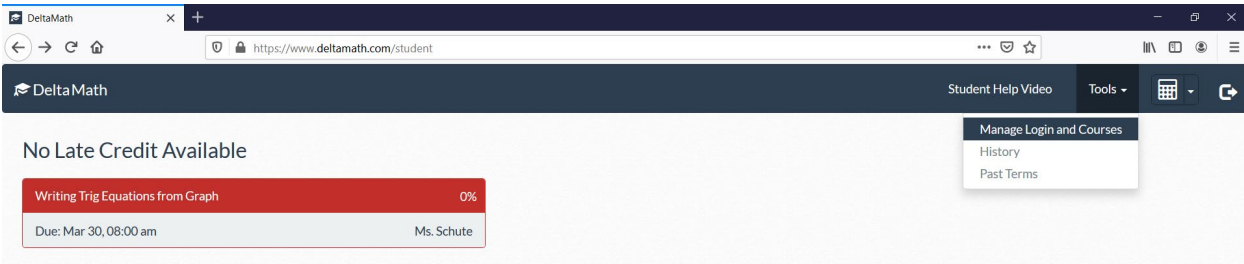 DeltaMath
https://www.deltamath.com/student
DeltaMath
Student Help Video
Tools
Manage Login and Courses
History
Past Terms
No Late Credit Available
Writing Trig Equations from Graph 0%
Due: Mar 30, 08:00 am Ms. Schute